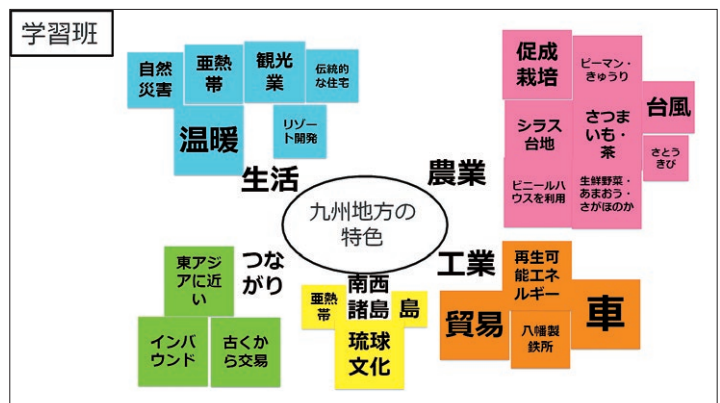 学習班
自然
災害
亜熱
帯
観光
業
伝統的
な住宅
温暖
リゾー
ト開発
生活
促成
栽培
ピーマン・
きゅうり
台風
シラス
台地
さつま
いも・
茶
さとう
きび
ビニールハ
ウスを利用
生鮮野菜・
あまおう・
さがほのか
農業
九州地方の
特色
つな
がり
東アジ
アに近
い
インバ
ウンド
古くか
ら交易
南西
諸島
亜熱
帯
島
琉球
文化
工業
再生可
能エネ
ルギー
貿易
八幡製
鉄所
車